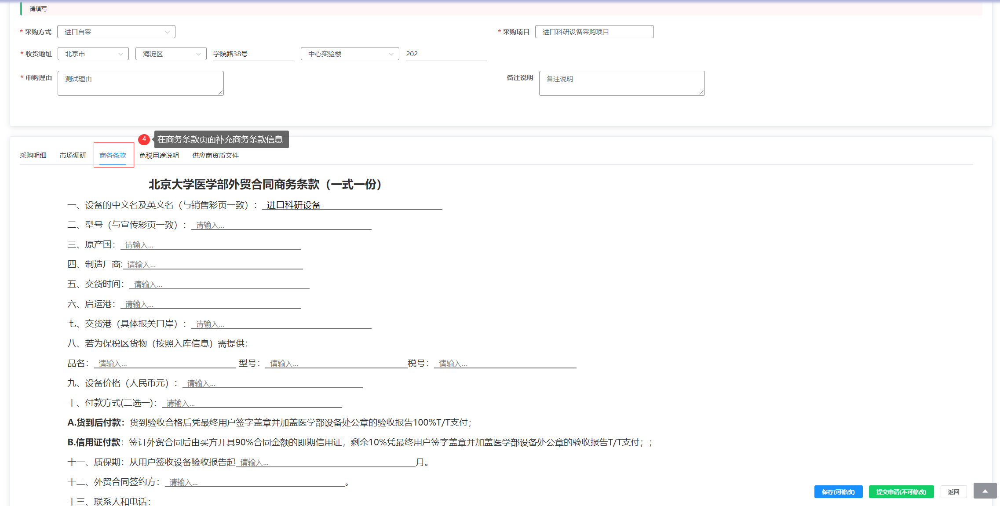 请填写
* 采购方式 进口自采 * 采购项目 进口科研设备采购项目
* 收货地址 北京市 海淀区 学院路38号 中心实验楼 202
* 申购理由 测试理由 备注说明 备注说明
4 在商务条款页面补充商务条款信息
采购明细 市场调研 商务条款 免税用途说明 供应商资质文件
北京大学医学部外贸合同商务条款（一式一份）
一、设备的中文名及英文名（与销售彩页一致）： 进口科研设备
二、型号（与宣传彩页一致）： 请输入...
三、原产国： 请输入...
四、制造厂商: 请输入...
五、交货时间： 请输入...
六、启运港： 请输入...
七、交货港（具体报关口岸）： 请输入...
八、若为保税区货物（按照入库信息）需提供：
品名： 请输入... 型号： 请输入... 税号： 请输入...
九、设备价格（人民币元）： 请输入...
十、付款方式(二选一)： 请输入...
A.货到后付款：货到验收合格后凭最终用户签字盖章并加盖医学部设备处公章的验收报告100%T/T支付；
B.信用证付款：签订外贸合同后由买方开具90%合同金额的即期信用证，剩余10%凭最终用户签字盖章并加盖医学部设备处公章的验收报告T/T支付；；
十一、质保期：从用户签收设备验收报告起 请输入... 月。
十二、外贸合同签约方： 请输入... 。
十三、联系人和电话：
保存(可修改) 提交申请(不可修改) 返回